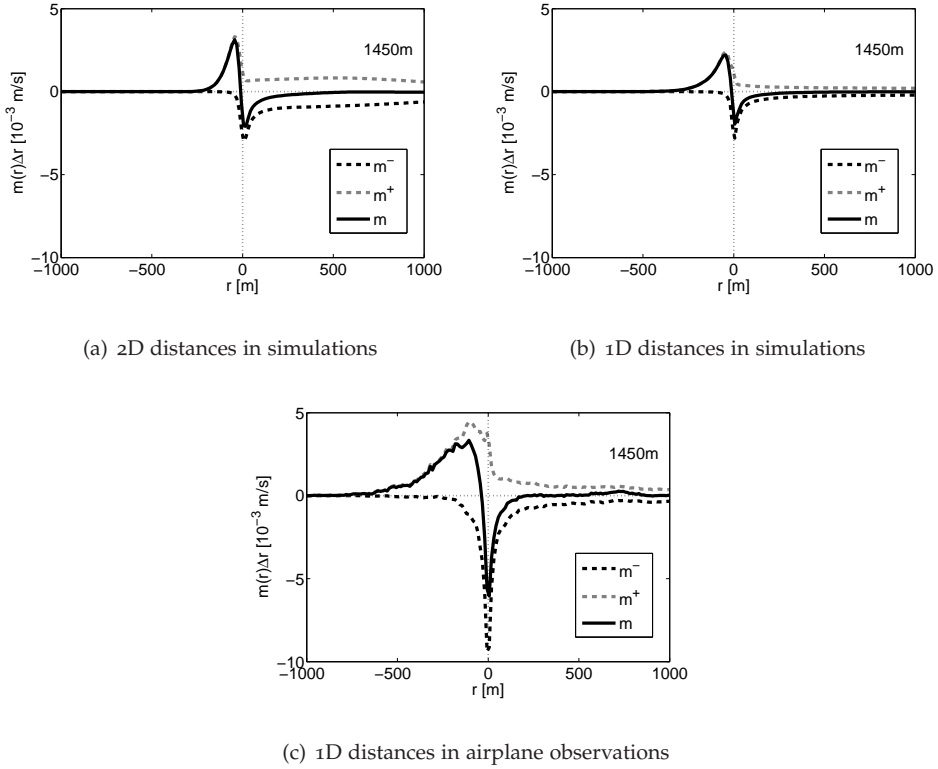 5
0
−5
−10
−1000
−500
0
500
1000
r [m]
m(r)Δr [10⁻³ m/s]
1450m
m⁻
m⁺
m
(a) 2D distances in simulations
5
0
−5
−10
−1000
−500
0
500
1000
r [m]
m(r)Δr [10⁻³ m/s]
1450m
m⁻
m⁺
m
(b) 1D distances in simulations
5
0
−5
−10
−1000
−500
0
500
1000
r [m]
m(r)Δr [10⁻³ m/s]
1450m
m⁻
m⁺
m
(c) 1D distances in airplane observations